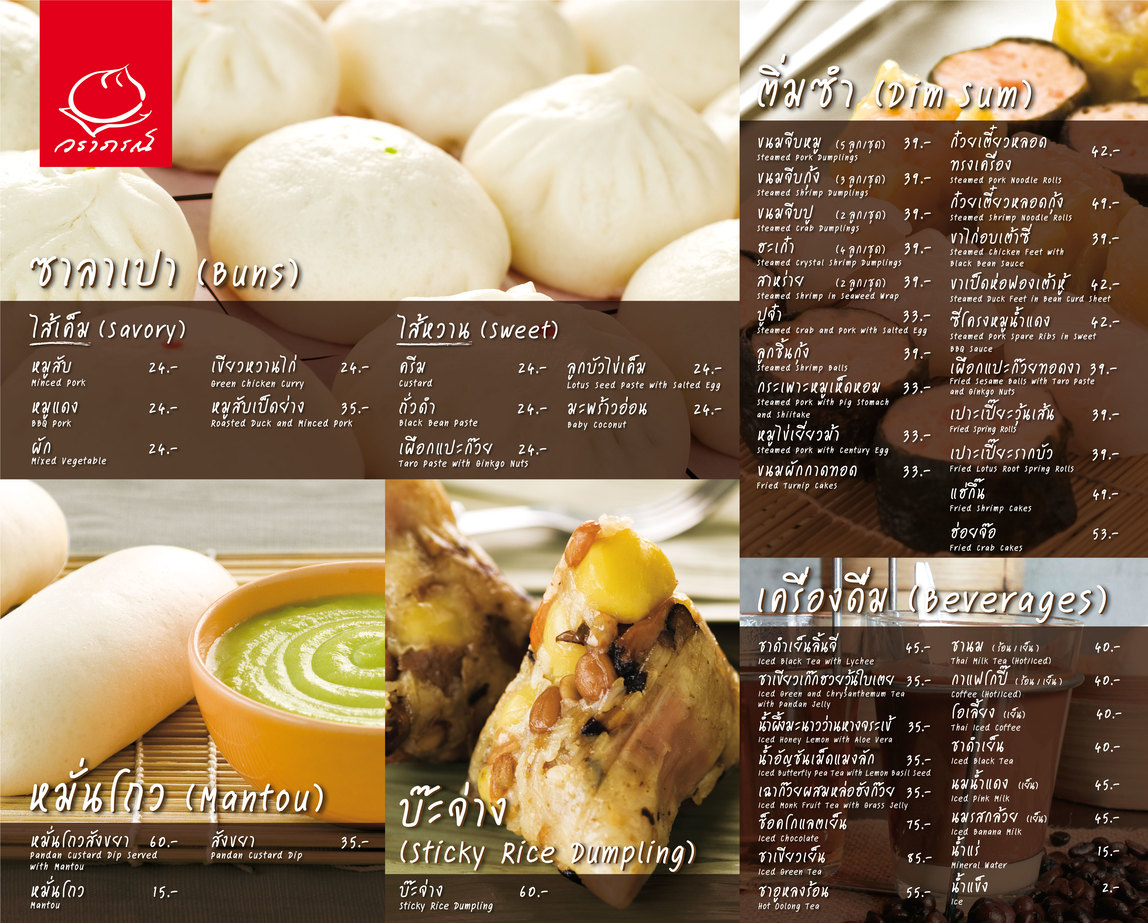 วราภรณ์
ซาลาเปา (Buns)
ไส้เค็ม (Savory)
หมูสับ 24.-
Minced Pork
หมูแดง 24.-
BBQ Pork
ผัก 24.-
Mixed Vegetable
เขียวหวานไก่ 24.-
Green Chicken Curry
หมูสับเป็ดย่าง 35.-
Roasted Duck and Minced Pork
ไส้หวาน (Sweet)
ครีม 24.-
Custard
ถั่วดำ 24.-
Black Bean Paste
เผือกแปะก๊วย 24.-
Taro Paste with Ginkgo Nuts
ลูกบัวไข่เค็ม 24.-
Lotus Seed Paste with Salted Egg
มะพร้าวอ่อน 24.-
Baby Coconut
หมั่นโถว (Mantou)
หมั่นโถวสังขยา 60.-
Pandan Custard Dip Served
with Mantou
หมั่นโถว 15.-
Mantou
สังขยา 35.-
Pandan Custard Dip
บ๊ะจ่าง
(Sticky Rice Dumpling)
บ๊ะจ่าง 60.-
Sticky Rice Dumpling
ติ่มซำ (Dim Sum)
ขนมจีบหมู (5 ลูก/ชุด) 39.-
Steamed Pork Dumplings
ขนมจีบกุ้ง (3 ลูก/ชุด) 39.-
Steamed Shrimp Dumplings
ขนมจีบปู (2 ลูก/ชุด) 39.-
Steamed Crab Dumplings
ฮะเก๋า (4 ลูก/ชุด) 39.-
Steamed Crystal Shrimp Dumplings
สาหร่าย (2 ลูก/ชุด) 39.-
Steamed Shrimp in Seaweed Wrap
ปูจ๋า 33.-
Steamed Crab and Pork with Salted Egg
ลูกชิ้นกุ้ง 39.-
Steamed Shrimp Balls
กระเพาะหมูเห็ดหอม 33.-
Steamed Pork with Pig Stomach
and Shiitake
หมูไข่เยี่ยวม้า 33.-
Steamed Pork with Century Egg
ขนมผักกาดทอด 33.-
Fried Turnip Cakes
ก๋วยเตี๋ยวหลอด 42.-
ทรงเครื่อง
Steamed Pork Noodle Rolls
ก๋วยเตี๋ยวหลอดกุ้ง 49.-
Steamed Shrimp Noodle Rolls
ขาไก่อบเต้าซี่ 39.-
Steamed Chicken Feet with
Black Bean Sauce
ขาเป็ดห่อฟองเต้าหู้ 42.-
Steamed Duck Feet in Bean Curd Sheet
ซี่โครงหมูน้ำแดง 42.-
Steamed Pork Spare Ribs in Sweet
BBQ Sauce
เผือกแปะก๊วยทอดงา 39.-
Fried Sesame Balls with Taro Paste
and Ginkgo Nuts
เปาะเปี๊ยะวุ้นเส้น 39.-
Fried Spring Rolls
เปาะเปี๊ยะรากบัว 39.-
Fried Lotus Root Spring Rolls
แฮ่กึ๊น 49.-
Fried Shrimp Cakes
ฮ่อยจ๊อ 53.-
Fried Crab Cakes
เครื่องดื่ม (Beverages)
ชาดำเย็นลิ้นจี่ 45.-
Iced Black Tea with Lychee
ชาเขียวเก๊กฮวยวุ้นใบเตย 35.-
Iced Green and Chrysanthemum Tea
with Pandan Jelly
น้ำผึ้งมะนาวว่านหางจระเข้ 35.-
Iced Honey Lemon with Aloe Vera
น้ำอัญชันเม็ดแมงลัก 35.-
Iced Butterfly Pea Tea with Lemon Basil Seed
เฉาก๊วยผสมหล่อฮังก๊วย 35.-
Iced Monk Fruit Tea with Grass Jelly
ช็อคโกแลตเย็น 75.-
Iced Chocolate
ชาเขียวเย็น 85.-
Iced Green Tea
ชาอูหลงร้อน 55.-
Hot Oolong Tea
ชานม (ร้อน/เย็น) 40.-
Thai Milk Tea (Hot/Iced)
กาแฟโกปี๊ (ร้อน/เย็น) 40.-
Coffee (Hot/Iced)
โอเลี้ยง (เย็น) 40.-
Thai Iced Coffee
ชาดำเย็น 40.-
Iced Black Tea
นมน้ำแดง (เย็น) 45.-
Iced Pink Milk
นมรสกล้วย (เย็น) 45.-
Iced Banana Milk
น้ำแร่ 15.-
Mineral Water
น้ำแข็ง 2.-
Ice